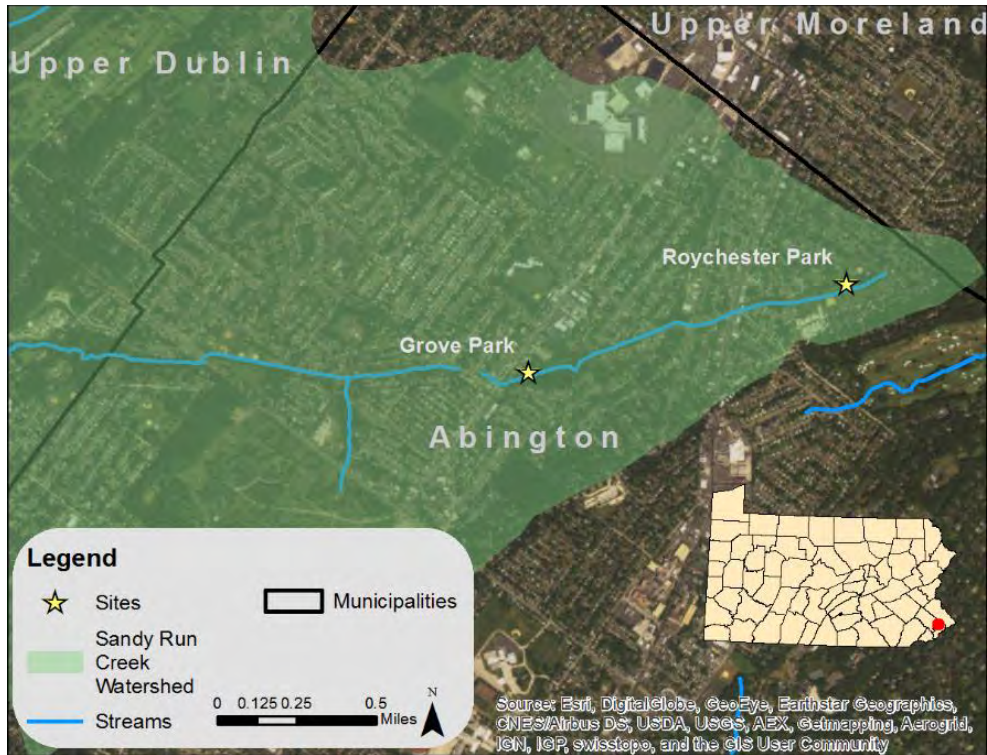 Upper Moreland
Upper Dublin
Roychester Park
Grove Park
Abington
Legend
Sites
Municipalities
Sandy Run
Creek
Watershed
Streams
0 0.125 0.25 0.5
Miles
N
Source: Esri, DigitalGlobe, GeoEye, Earthstar Geographics,
CNES/Airbus DS, USDA, USGS, AEX, Getmapping, Aerogrid,
IGN, IGP, swisstopo, and the GIS User Community